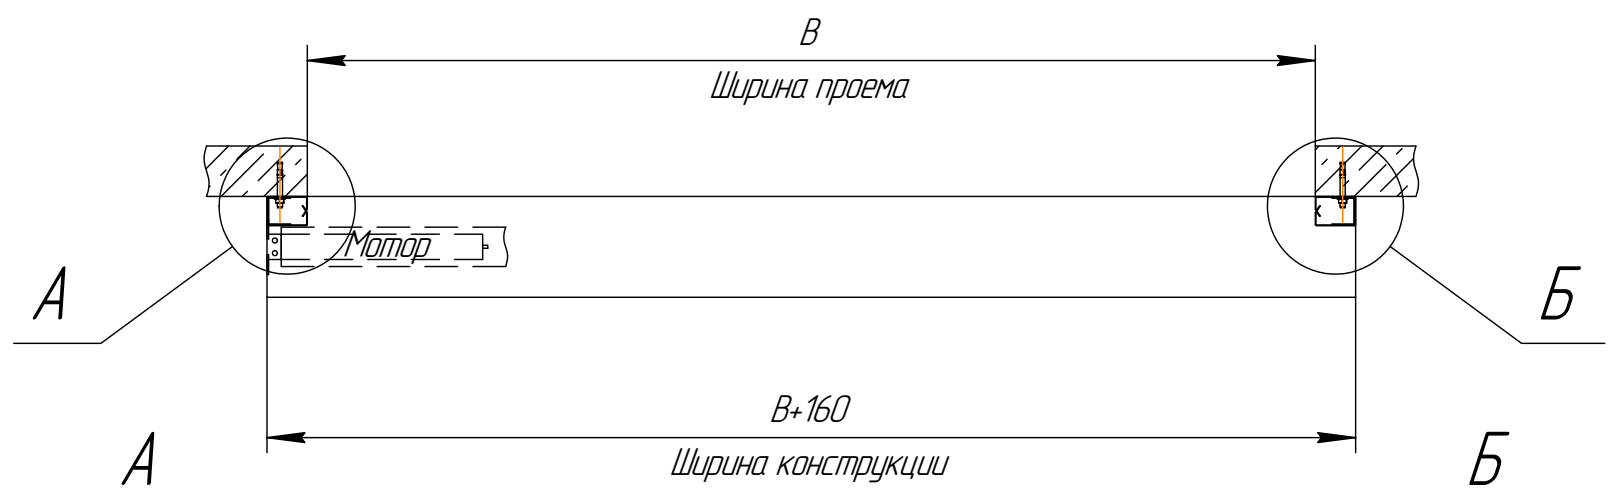 В
Ширина проема
Мотор
А
Б
В+160
Ширина конструкции
А
Б